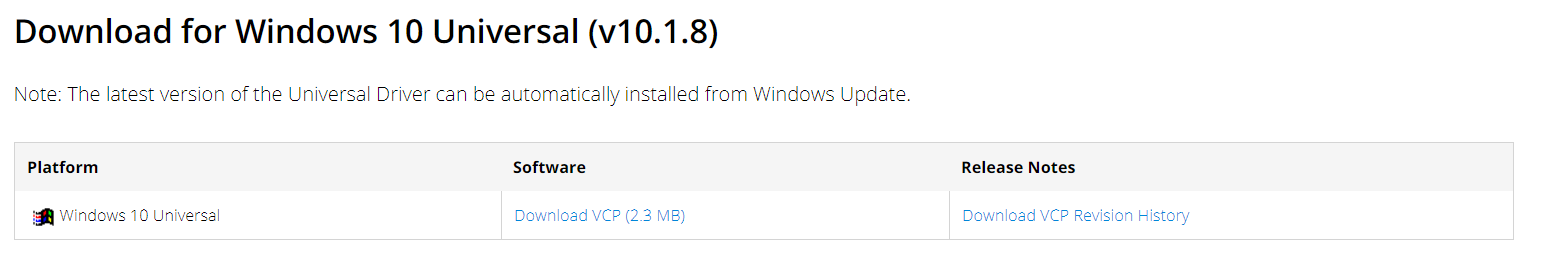 Download for Windows 10 Universal (v10.1.8)
Note: The latest version of the Universal Driver can be automatically installed from Windows Update.
Platform Software Release Notes
Windows 10 Universal Download VCP (2.3 MB) Download VCP Revision History